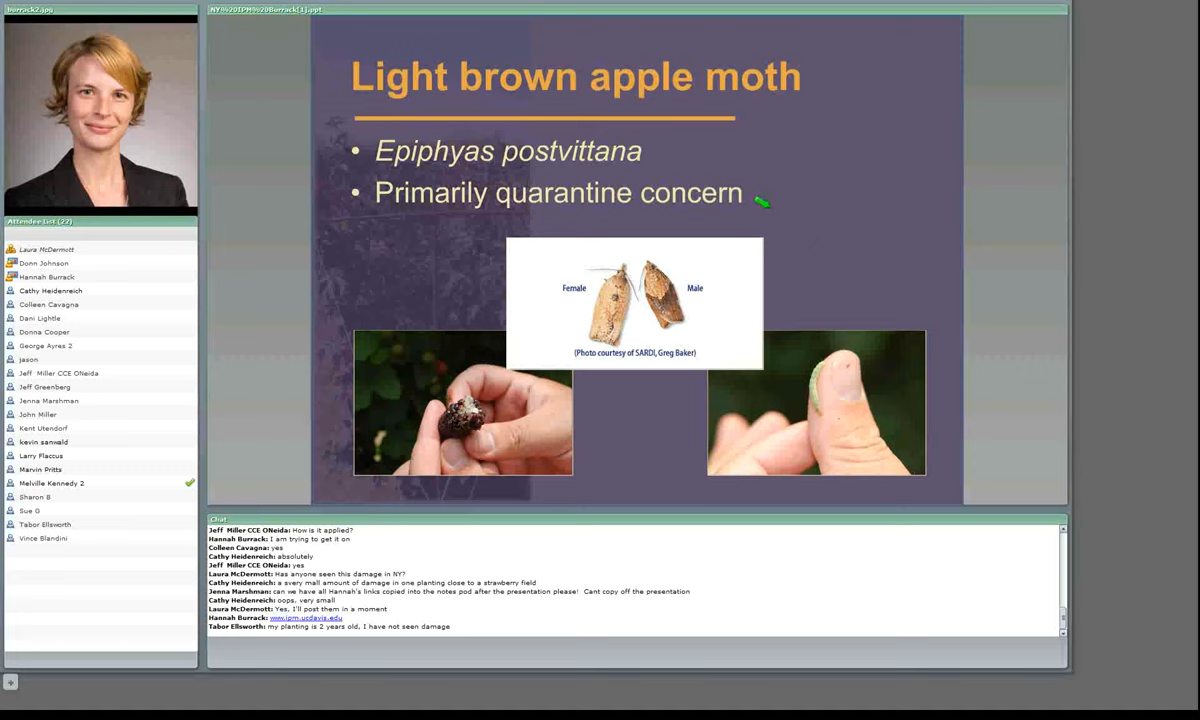 burrack2.jpg
NY%20IPM%20Burrack[1].ppt
Light brown apple moth
• Epiphyas postvittana
• Primarily quarantine concern
Female
Male
(Photo courtesy of SARDI, Greg Baker)
Attendee List (22)
Laura McDermott
Donn Johnson
Hannah Burrack
Cathy Heidenreich
Colleen Cavagna
Dani Lightle
Donna Cooper
George Ayres 2
jason
Jeff Miller CCE ONeida
Jeff Greenberg
Jenna Marshman
John Miller
Kent Utendorf
kevin sanwald
Larry Flaccus
Marvin Pritts
Melville Kennedy 2
Sharon B
Sue G
Tabor Ellsworth
Vince Blandini
Chat
Jeff Miller CCE ONeida: How is it applied?
Hannah Burrack: I am trying to get it on
Colleen Cavagna: yes
Cathy Heidenreich: absolutely
Jeff Miller CCE ONeida: yes
Laura McDermott: Has anyone seen this damage in NY?
Cathy Heidenreich: a svery mall amount of damage in one planting close to a strawberry field
Jenna Marshman: can we have all Hannah's links copied into the notes pod after the presentation please! Cant copy off the presentation
Cathy Heidenreich: oops, very small
Laura McDermott: Yes, I'll post them in a moment
Hannah Burrack: www.ipm.ucdavis.edu
Tabor Ellsworth: my planting is 2 years old, I have not seen damage